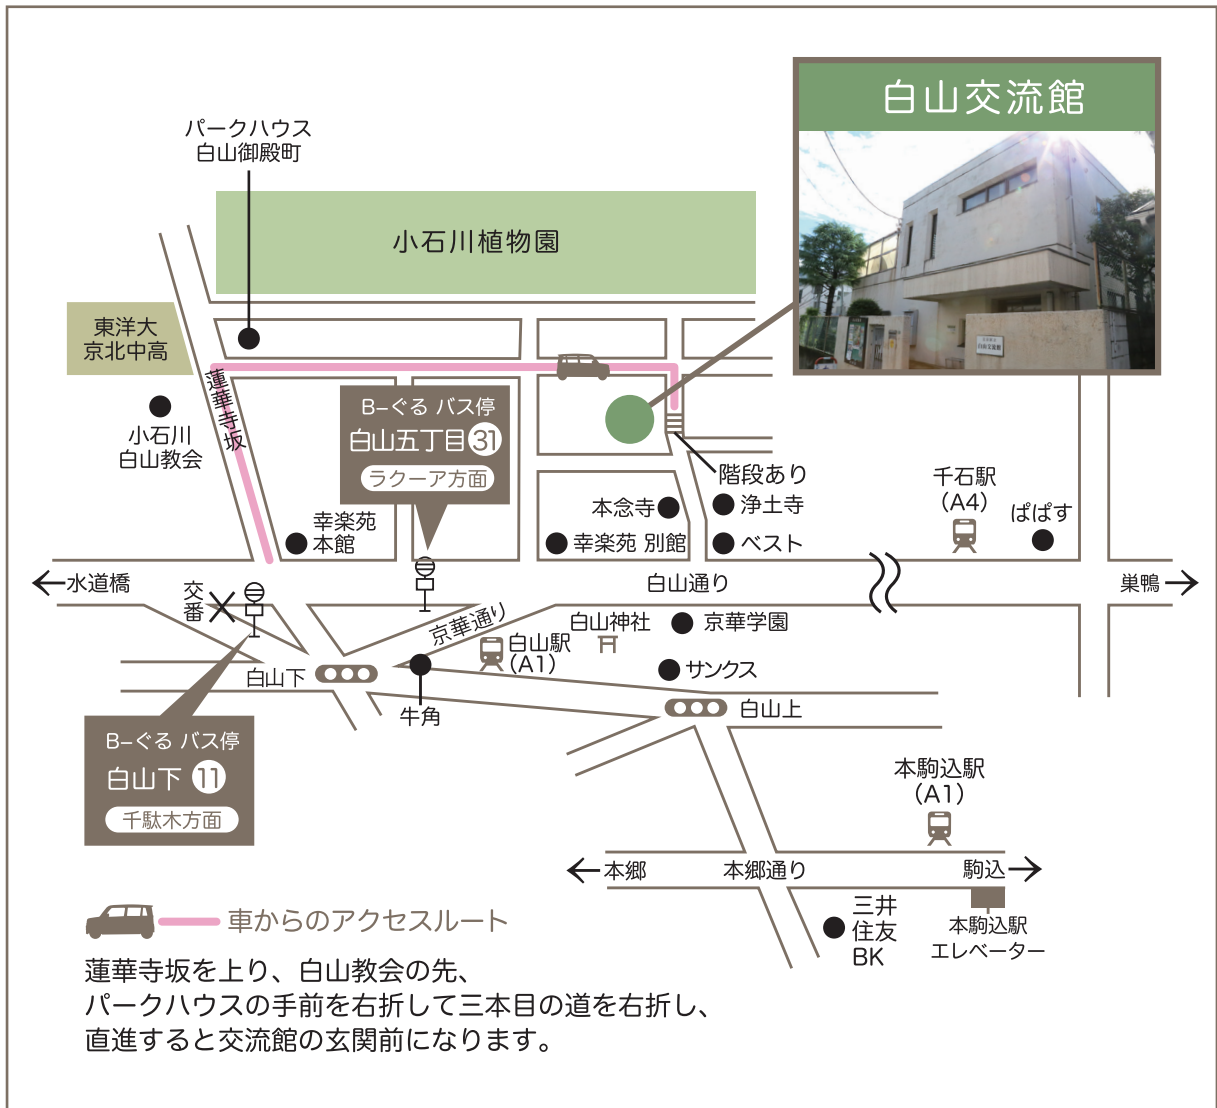 白山交流館
白山交流館
パークハウス
白山御殿町
小石川植物園
東洋大
京北中高
蓮華寺坂
小石川
白山教会
B-ぐる バス停
白山五丁目 31
ラクーア方面
階段あり
本念寺
浄土寺
幸楽苑
本館
幸楽苑 別館
ベスト
千石駅
(A4)
ぱぱす
水道橋
交番
白山通り
巣鴨
京華通り
白山駅
(A1)
白山神社
京華学園
サンクス
白山下
牛角
白山上
B-ぐる バス停
白山下 11
千駄木方面
本駒込駅
(A1)
本郷
本郷通り
駒込
三井
住友
BK
本駒込駅
エレベーター
車からのアクセスルート
蓮華寺坂を上り、白山教会の先、
パークハウスの手前を右折して三本目の道を右折し、
直進すると交流館の玄関前になります。